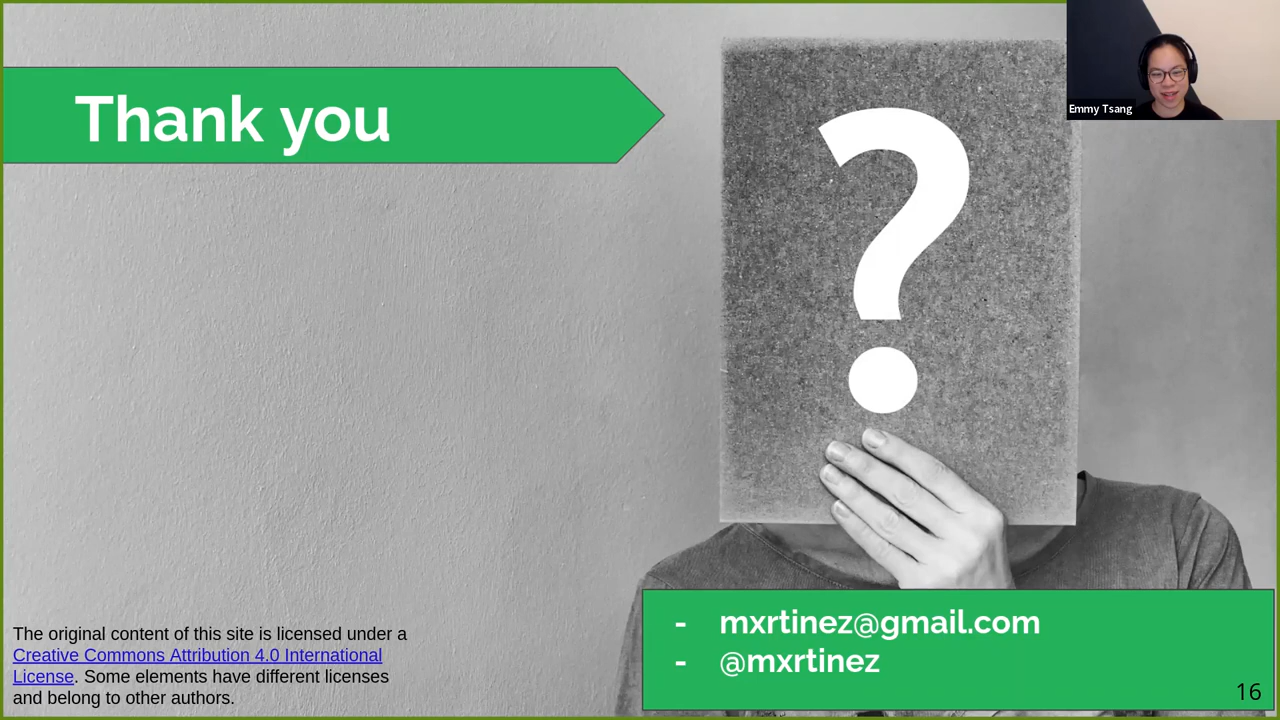 Thank you
Emmy Tsang
?
The original content of this site is licensed under a
Creative Commons Attribution 4.0 International
License. Some elements have different licenses
and belong to other authors.
- mxrtinez@gmail.com
- @mxrtinez
16